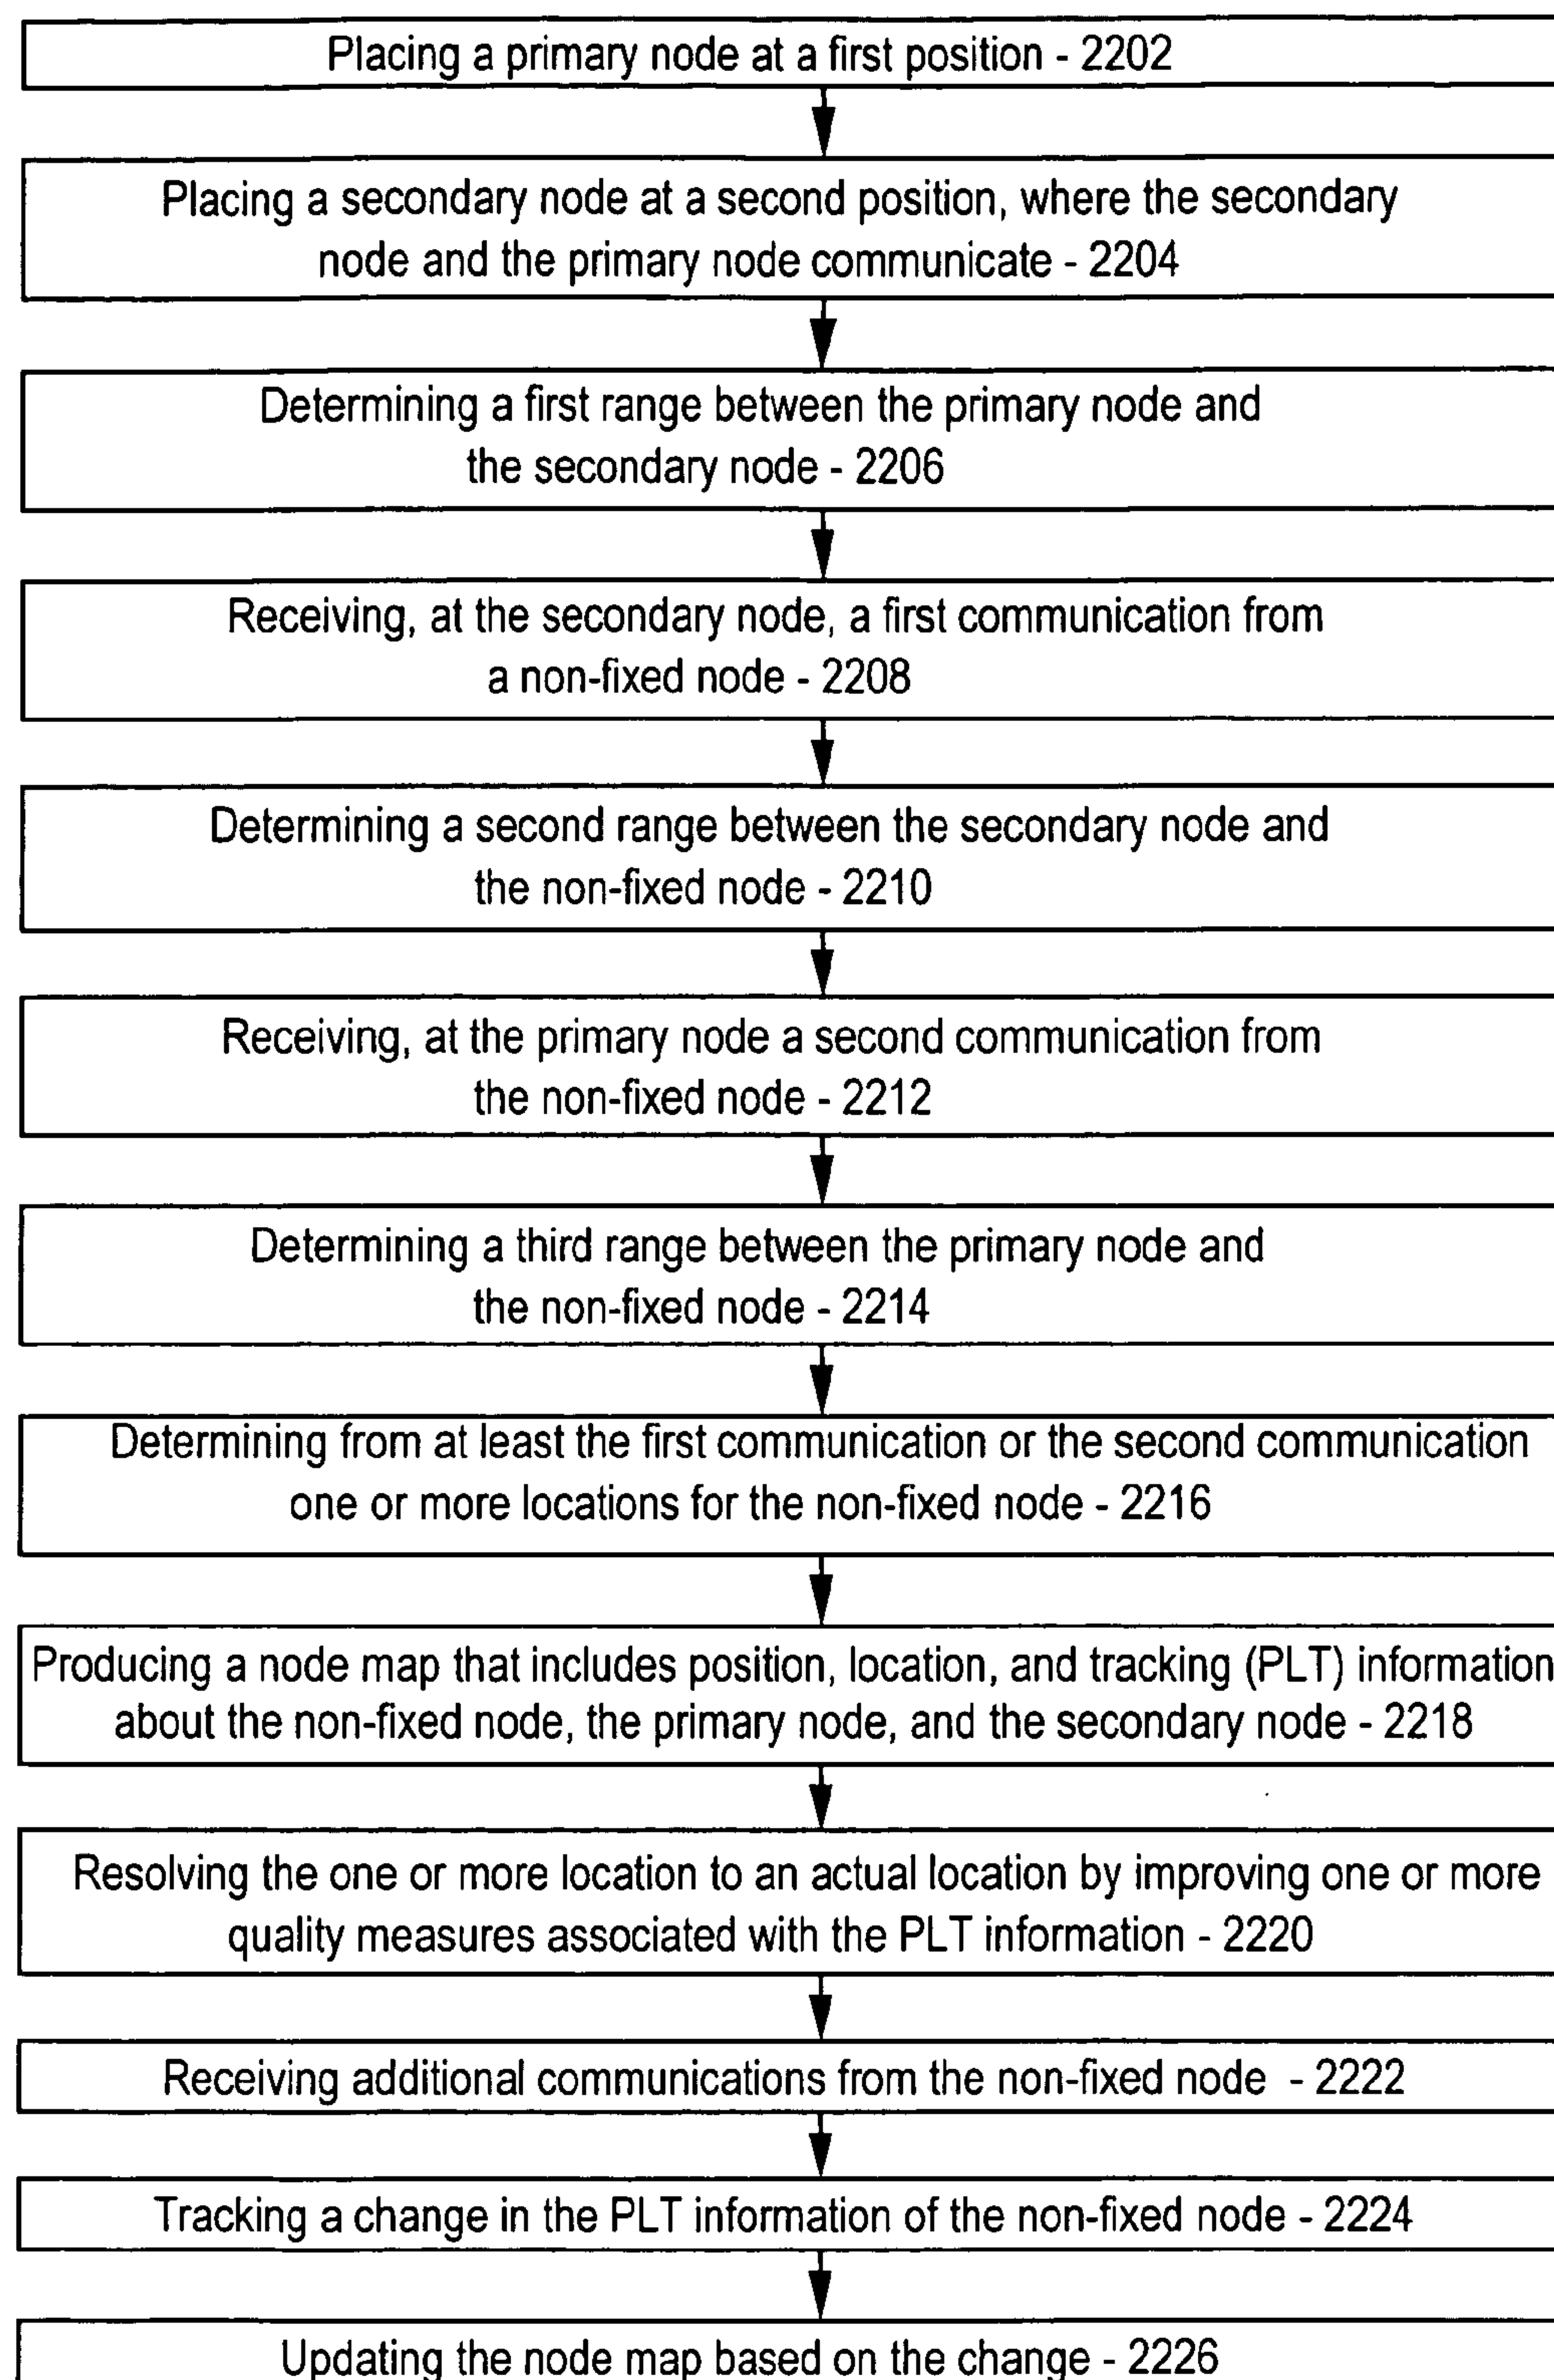 Placing a primary node at a first position - 2202
Placing a secondary node at a second position, where the secondary
node and the primary node communicate - 2204
Determining a first range between the primary node and
the secondary node - 2206
Receiving, at the secondary node, a first communication from
a non-fixed node - 2208
Determining a second range between the secondary node and
the non-fixed node - 2210
Receiving, at the primary node a second communication from
the non-fixed node - 2212
Determining a third range between the primary node and
the non-fixed node - 2214
Determining from at least the first communication or the second communication
one or more locations for the non-fixed node - 2216
Producing a node map that includes position, location, and tracking (PLT) information
about the non-fixed node, the primary node, and the secondary node - 2218
Resolving the one or more location to an actual location by improving one or more
quality measures associated with the PLT information - 2220
Receiving additional communications from the non-fixed node - 2222
Tracking a change in the PLT information of the non-fixed node - 2224
Updating the node map based on the change - 2226